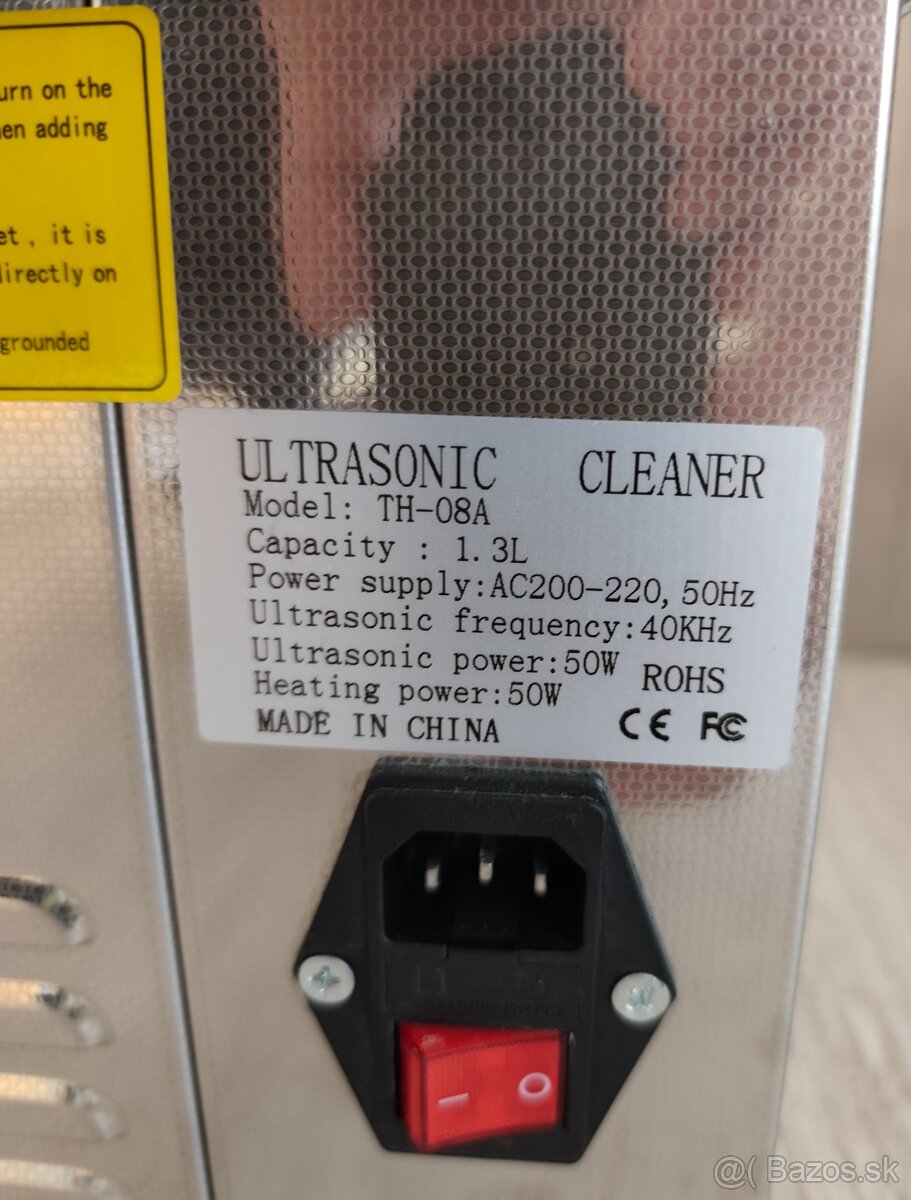 urn on the
en adding
et , it is
directly on
grounded
ULTRASONIC CLEANER
Model: TH-08A
Capacity : 1.3L
Power supply:AC200-220,50Hz
Ultrasonic frequency:40KHz
Ultrasonic power:50W
ROHS
Heating power:50W
MADE IN CHINA
CE FC
I O
@( Bazos.sk